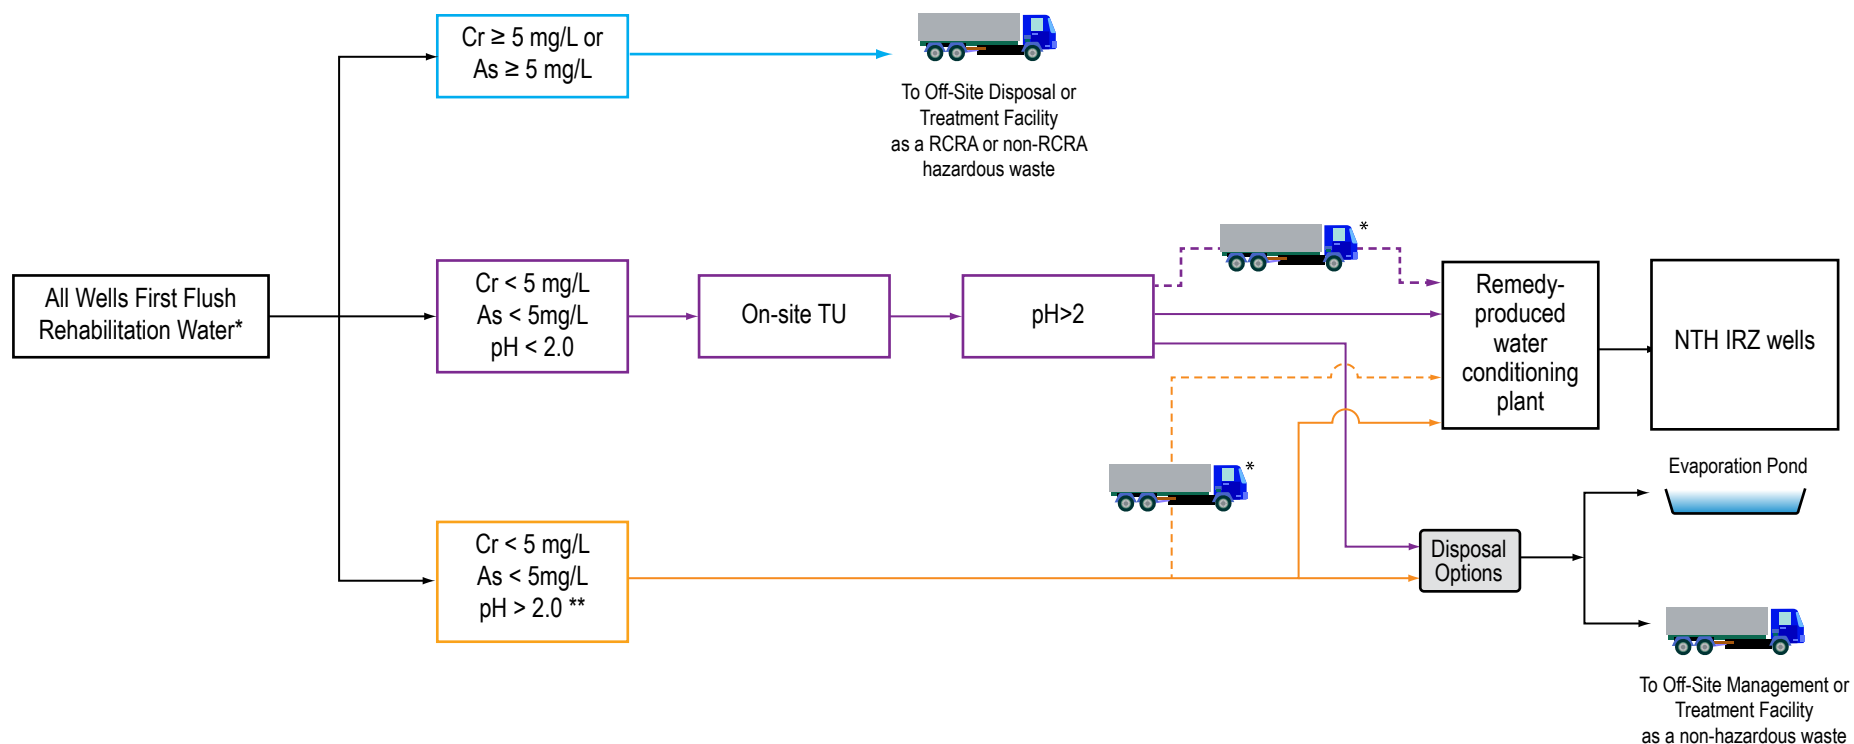 Cr ≥ 5 mg/L or
As ≥ 5 mg/L
To Off-Site Disposal or
Treatment Facility
as a RCRA or non-RCRA
hazardous waste
All Wells First Flush
Rehabilitation Water*
Cr < 5 mg/L
As < 5mg/L
pH < 2.0
On-site TU
pH>2
*
Remedy-
produced
water
conditioning
plant
NTH IRZ wells
*
Evaporation Pond
Cr < 5 mg/L
As < 5mg/L
pH > 2.0 **
Disposal
Options
To Off-Site Management or
Treatment Facility
as a non-hazardous waste